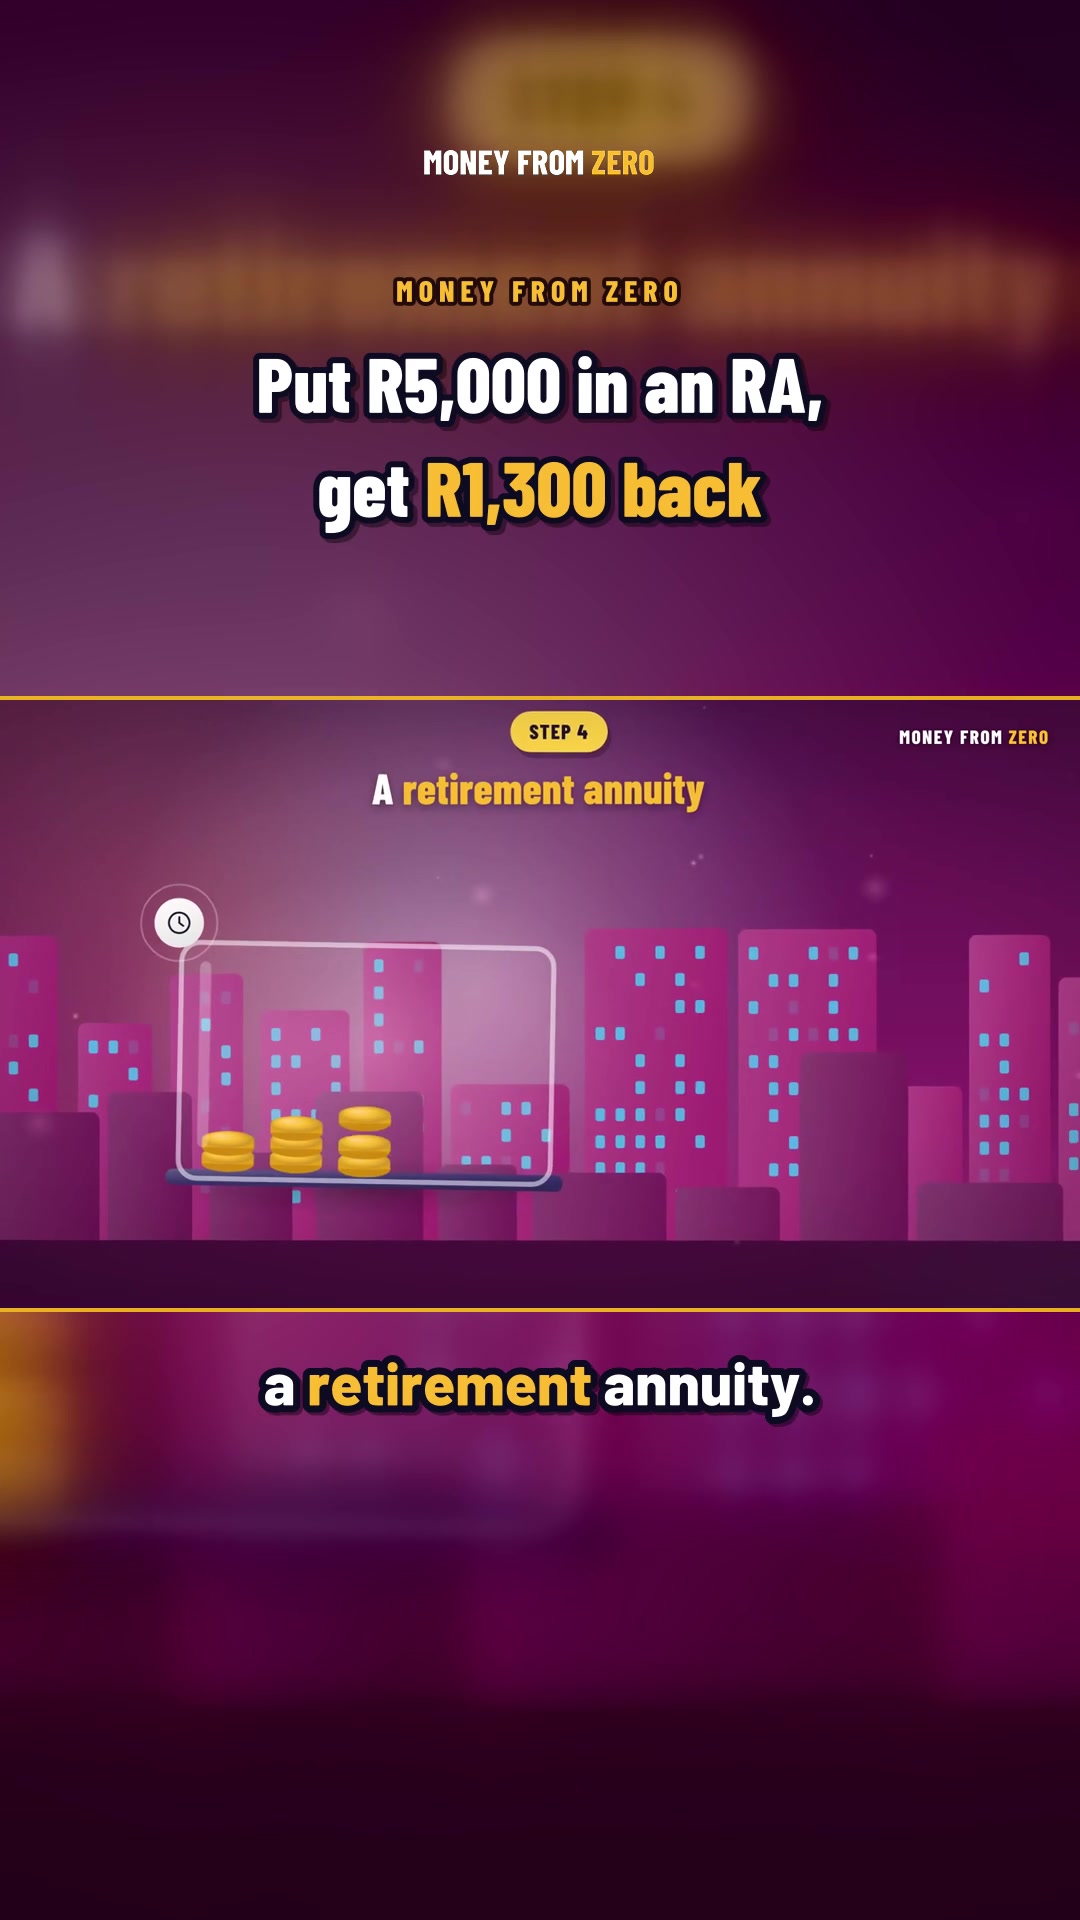 MONEY FROM ZERO
MONEY FROM ZERO
Put R5,000 in an RA,
get R1,300 back
STEP 4
MONEY FROM ZERO
A retirement annuity
a retirement annuity.